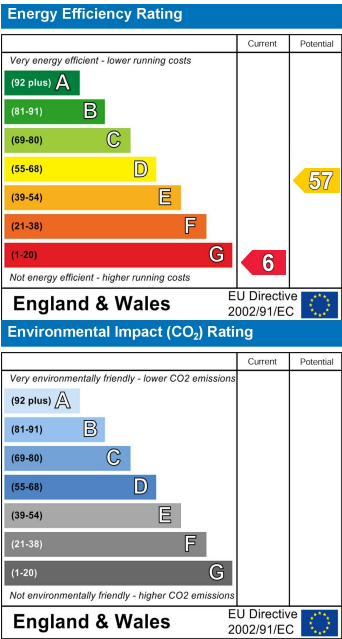 Energy Efficiency Rating
Current Potential
Very energy efficient - lower running costs
(92 plus) A
(81-91) B
(69-80) C
(55-68) D
57
(39-54) E
(21-38) F
(1-20) G
6
Not energy efficient - higher running costs
England & Wales
EU Directive
2002/91/EC
Environmental Impact (CO₂) Rating
Current Potential
Very environmentally friendly - lower CO2 emissions
(92 plus) A
(81-91) B
(69-80) C
(55-68) D
(39-54) E
(21-38) F
(1-20) G
Not environmentally friendly - higher CO2 emissions
England & Wales
EU Directive
2002/91/EC